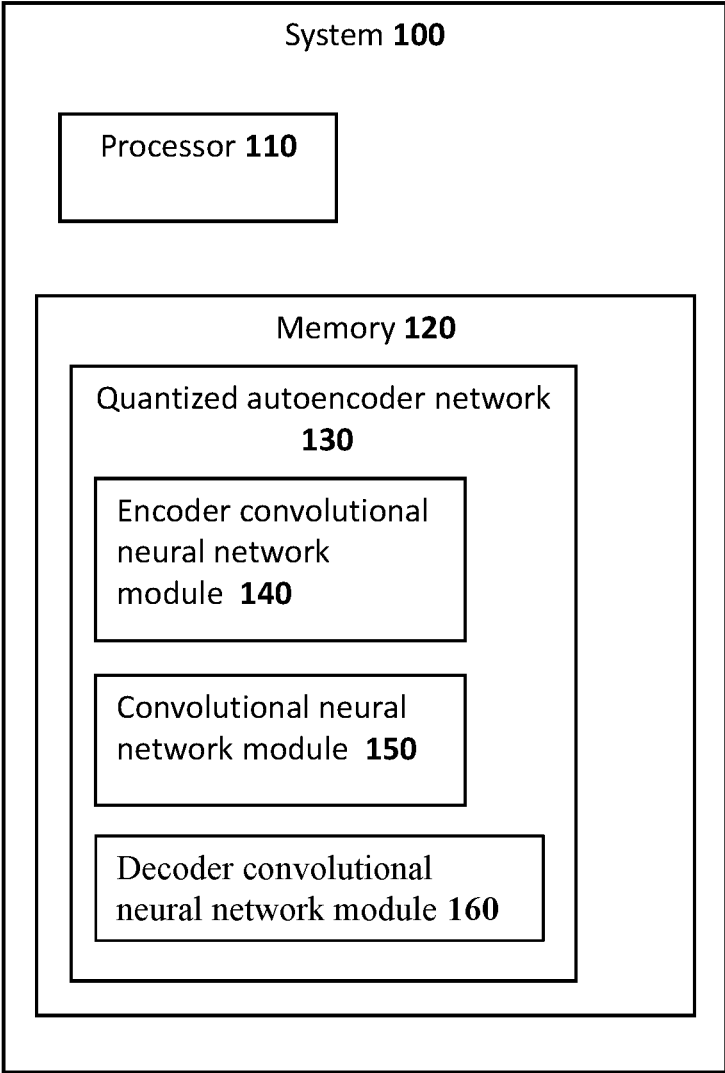 System 100
Processor 110
Memory 120
Quantized autoencoder network
130
Encoder convolutional
neural network
module 140
Convolutional neural
network module 150
Decoder convolutional
neural network module 160